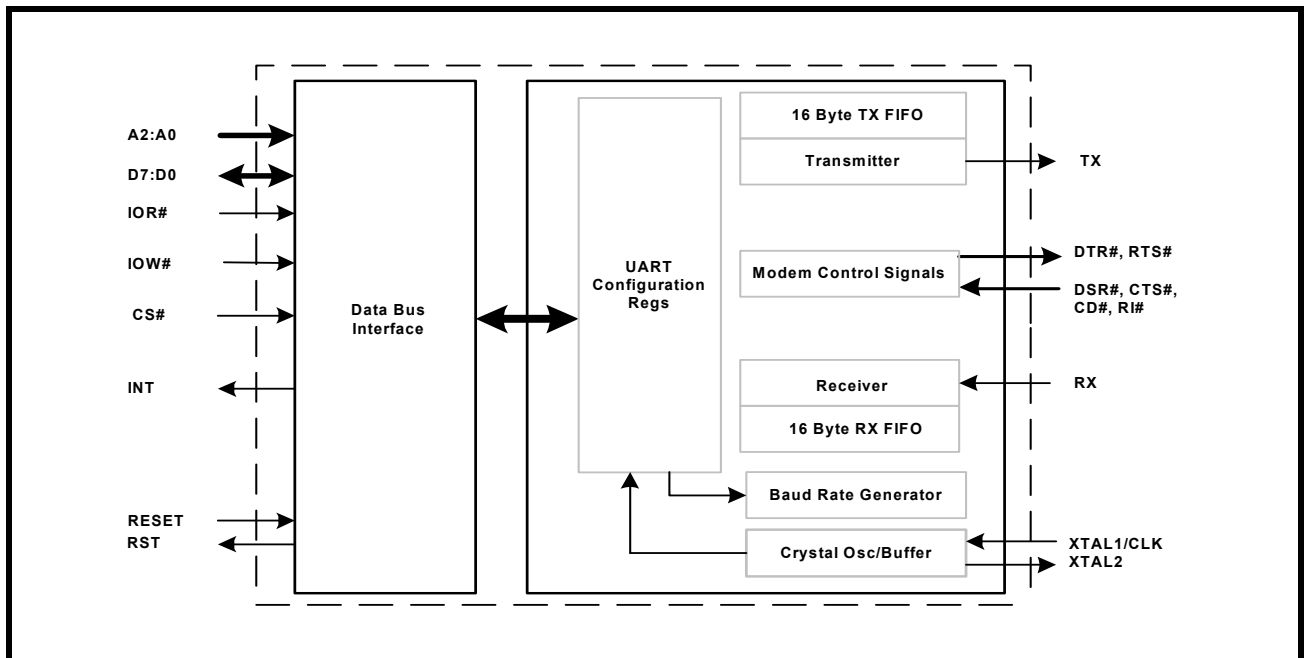 A2:A0
D7:D0
IOR#
IOW#
CS#
INT
RESET
RST
Data Bus
Interface
UART
Configuration
Regs
16 Byte TX FIFO
Transmitter
Modem Control Signals
Receiver
16 Byte RX FIFO
Baud Rate Generator
Crystal Osc/Buffer
TX
DTR#, RTS#
DSR#, CTS#,
CD#, RI#
RX
XTAL1/CLK
XTAL2